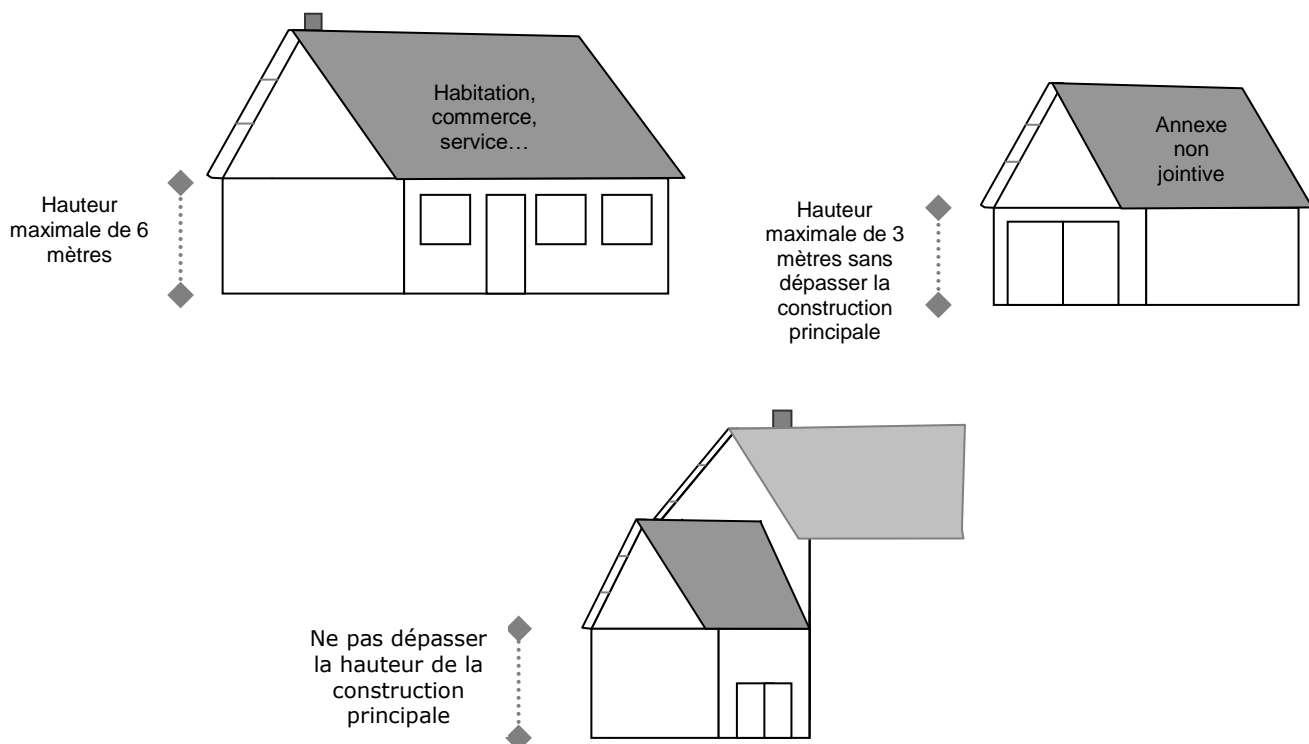 Habitation,
commerce,
service…
Hauteur
maximale de 6
mètres
Annexe
non
jointive
Hauteur
maximale de 3
mètres sans
dépasser la
construction
principale
Ne pas dépasser
la hauteur de la
construction
principale